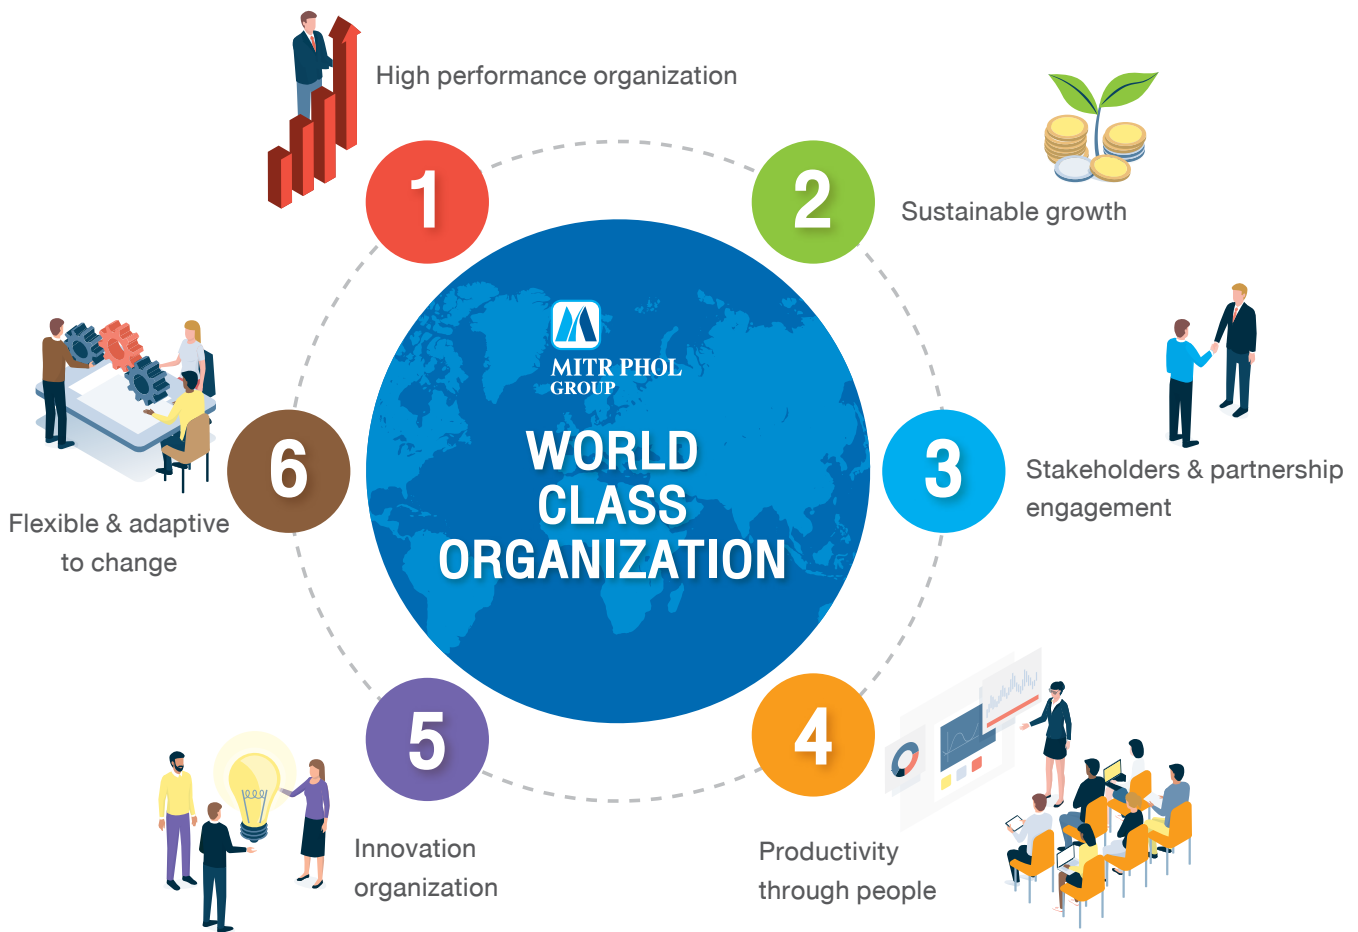 High performance organization
1
2
Sustainable growth
MITR PHOL
GROUP
WORLD
CLASS
ORGANIZATION
3
Stakeholders & partnership
engagement
4
Productivity
through people
5
Innovation
organization
6
Flexible & adaptive
to change